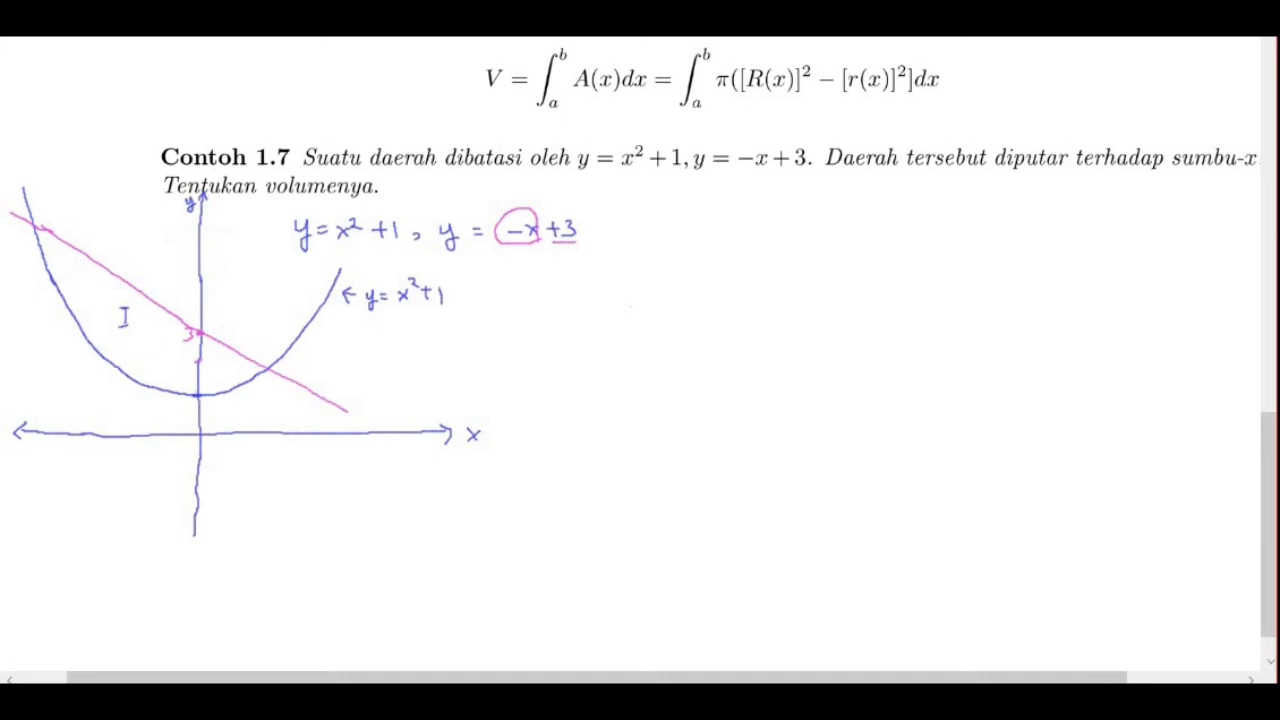 V = ∫_a^b A(x)dx = ∫_a^b π([R(x)]² − [r(x)]²]dx
Contoh 1.7 Suatu daerah dibatasi oleh y = x² + 1, y = −x + 3. Daerah tersebut diputar terhadap sumbu-x
Tentukan volumenya.
y
y = x² + 1, y = −x + 3
← y = x² + 1
I
3
x